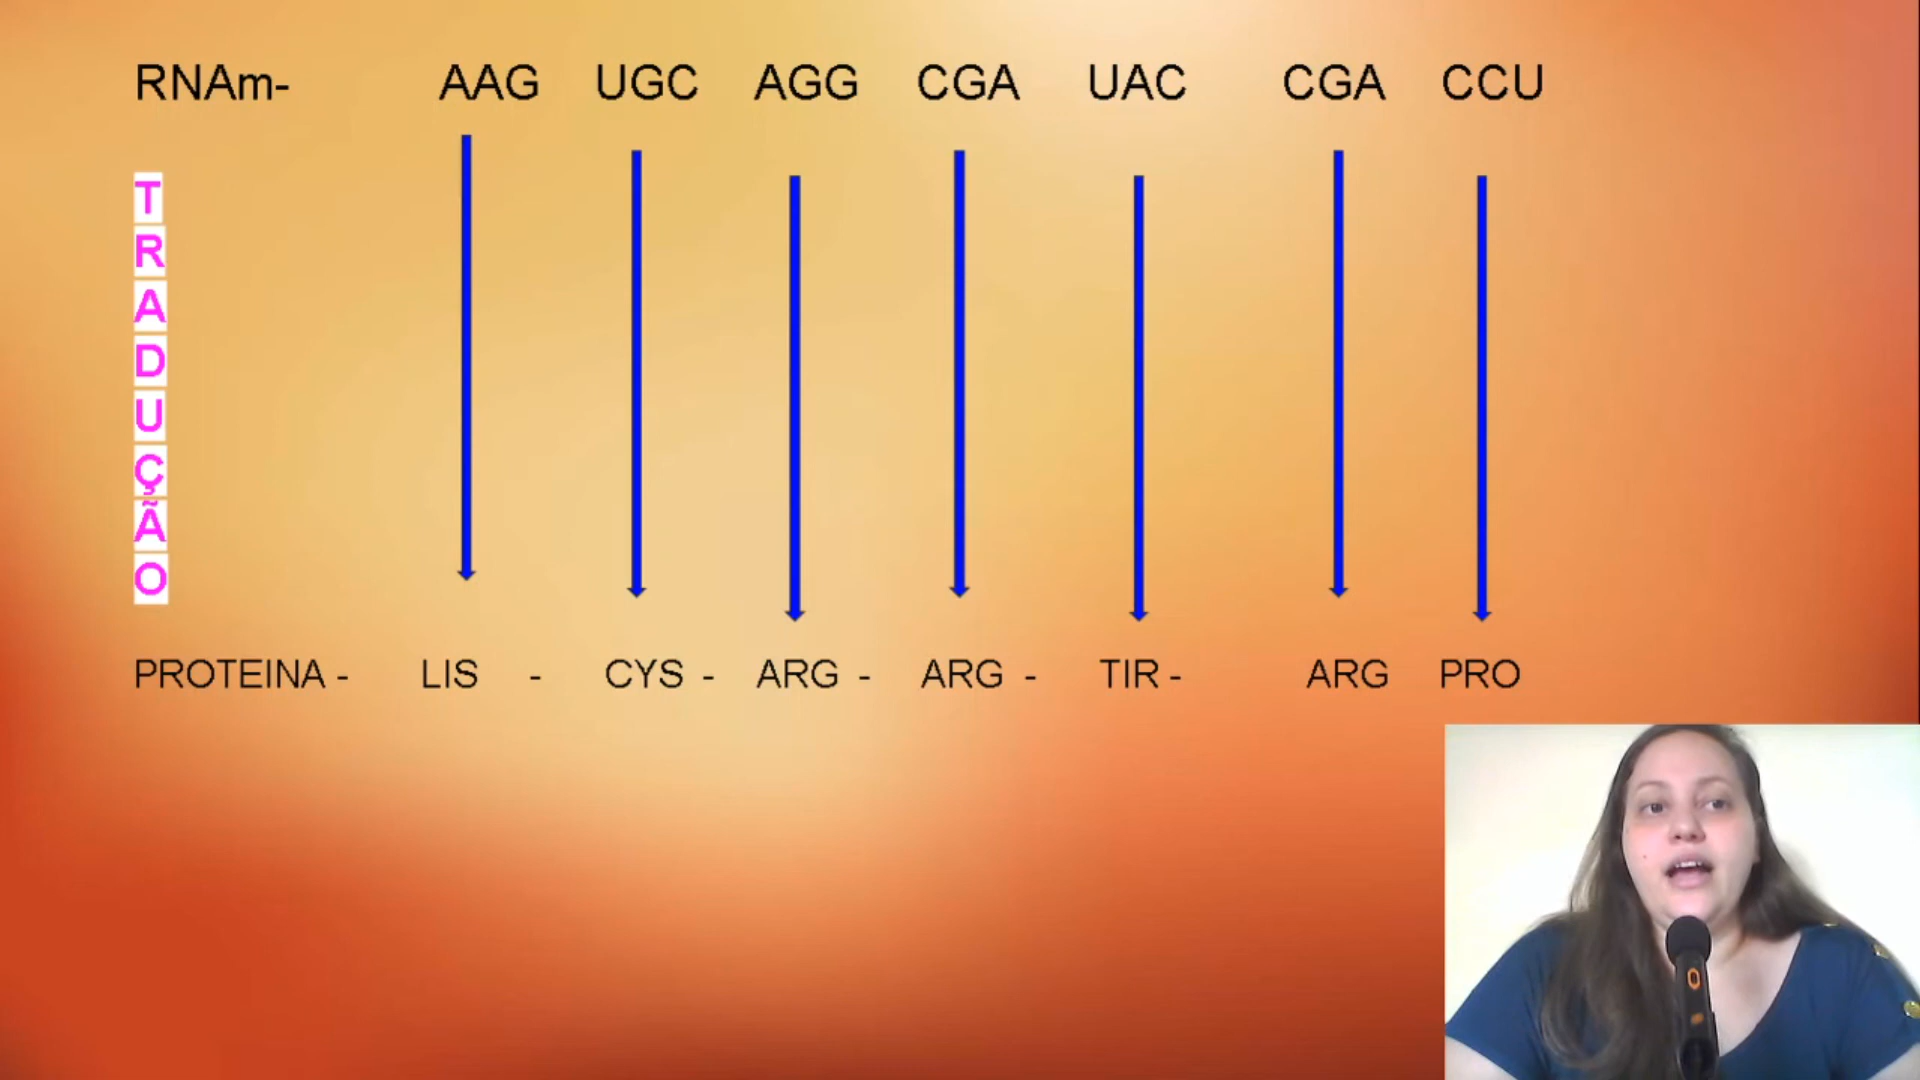 RNAm- AAG UGC AGG CGA UAC CGA CCU
T
R
A
D
U
Ç
Ã
O
PROTEINA - LIS - CYS - ARG - ARG - TIR - ARG PRO